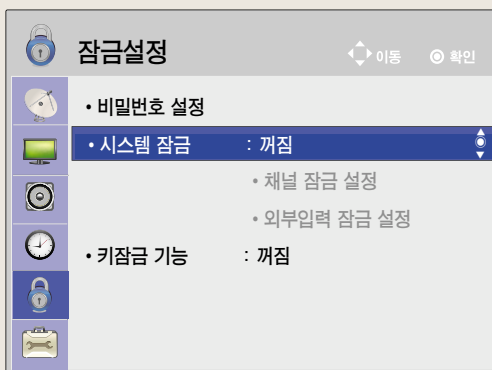 잠금설정 이동 확인
• 비밀번호 설정
• 시스템 잠금 : 꺼짐
• 채널 잠금 설정
• 외부입력 잠금 설정
• 키잠금 기능 : 꺼짐